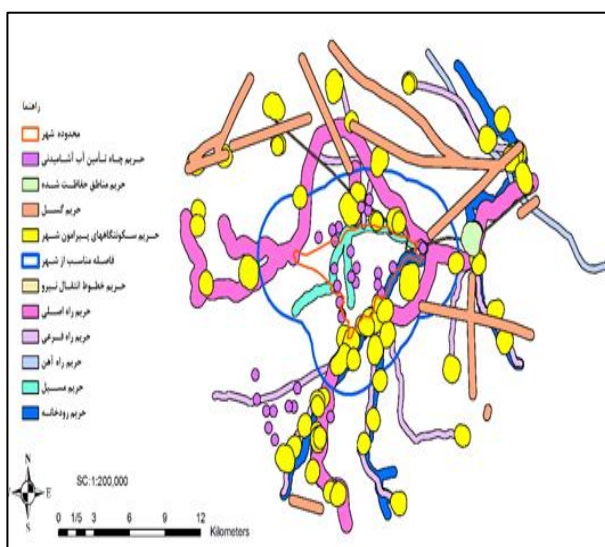 راهنما
محدوده شهر
حریم چاه تأمین آب آشامیدنی
حریم مناطق حفاظت شده
حریم گسل
حریم سکونتگاههای پیرامون شهر
فاصله مناسب از شهر
حریم خطوط انتقال نیرو
حریم راه اصلی
حریم راه فرعی
حریم راه آهن
حریم مسیل
حریم رودخانه
N
W E
S
SC:1:200,000
0 1/5 3 6 9 12
Kilometers